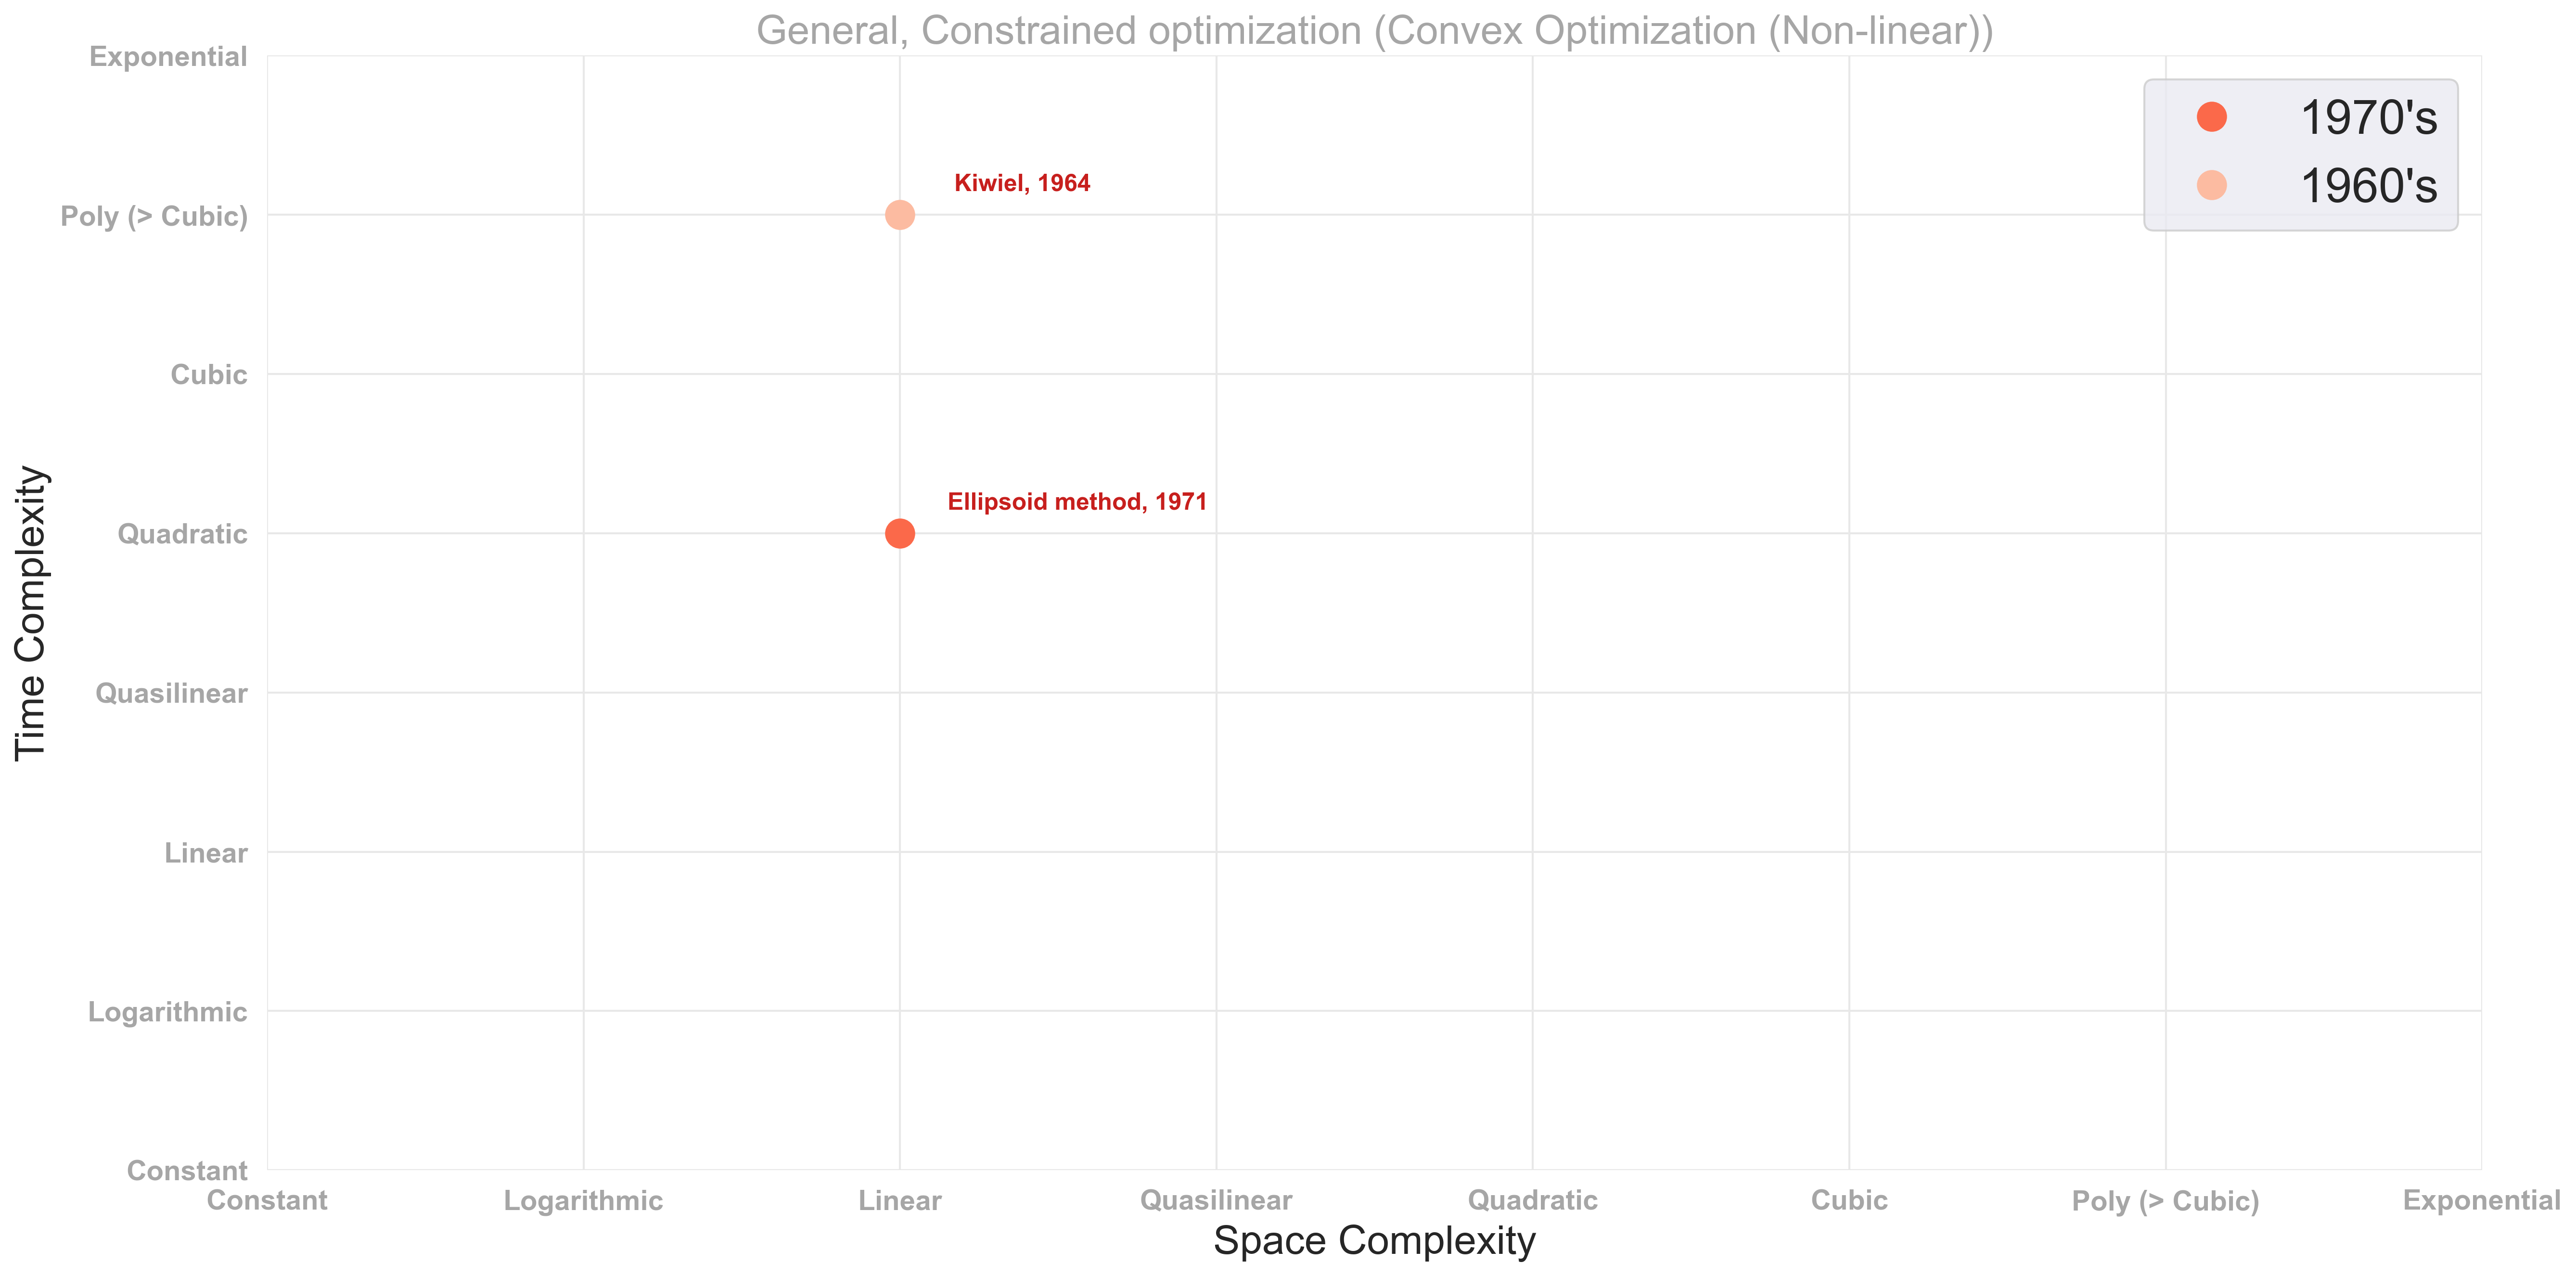 General, Constrained optimization (Convex Optimization (Non-linear))
Exponential
Poly (> Cubic)
Cubic
Quadratic
Quasilinear
Linear
Logarithmic
Constant
Time Complexity
1970's
1960's
Kiwiel, 1964
Ellipsoid method, 1971
Constant
Logarithmic
Linear
Quasilinear
Quadratic
Cubic
Poly (> Cubic)
Exponential
Space Complexity